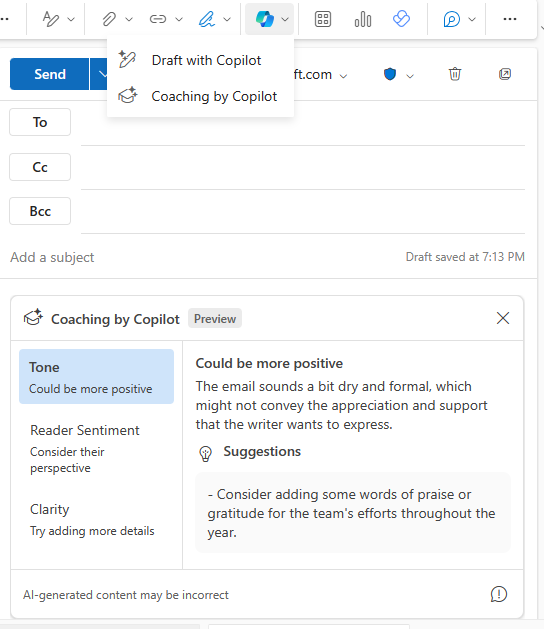 Draft with Copilot
Coaching by Copilot
Send
ft.com
To
Cc
Bcc
Add a subject
Draft saved at 7:13 PM
Coaching by Copilot
Preview
Tone
Could be more positive
Reader Sentiment
Consider their
perspective
Clarity
Try adding more details
Could be more positive
The email sounds a bit dry and formal, which
might not convey the appreciation and support
that the writer wants to express.
Suggestions
- Consider adding some words of praise or
gratitude for the team's efforts throughout the
year.
AI-generated content may be incorrect